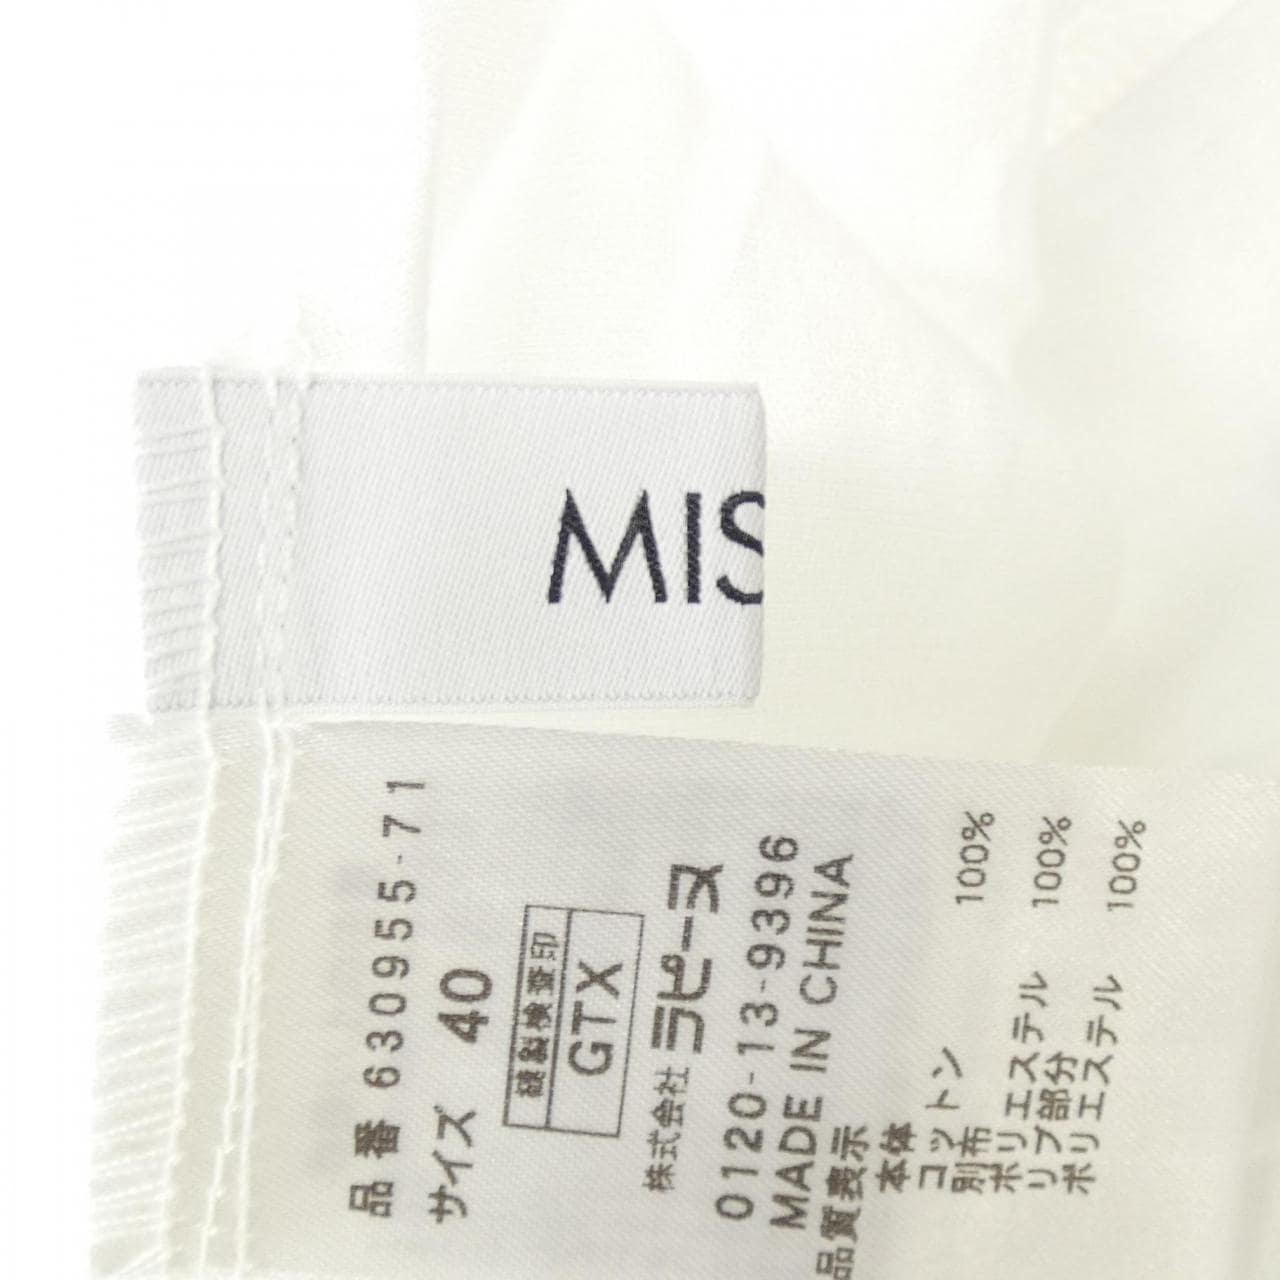 MIS
品番 630955-71
サイズ 40
縫製検査印
GTX
株式会社 ラピーヌ
0120-13-9396
MADE IN CHINA
品質表示
本体
コットン 100%
別布
ポリエステル 100%
リブ部分
ポリエステル 100%